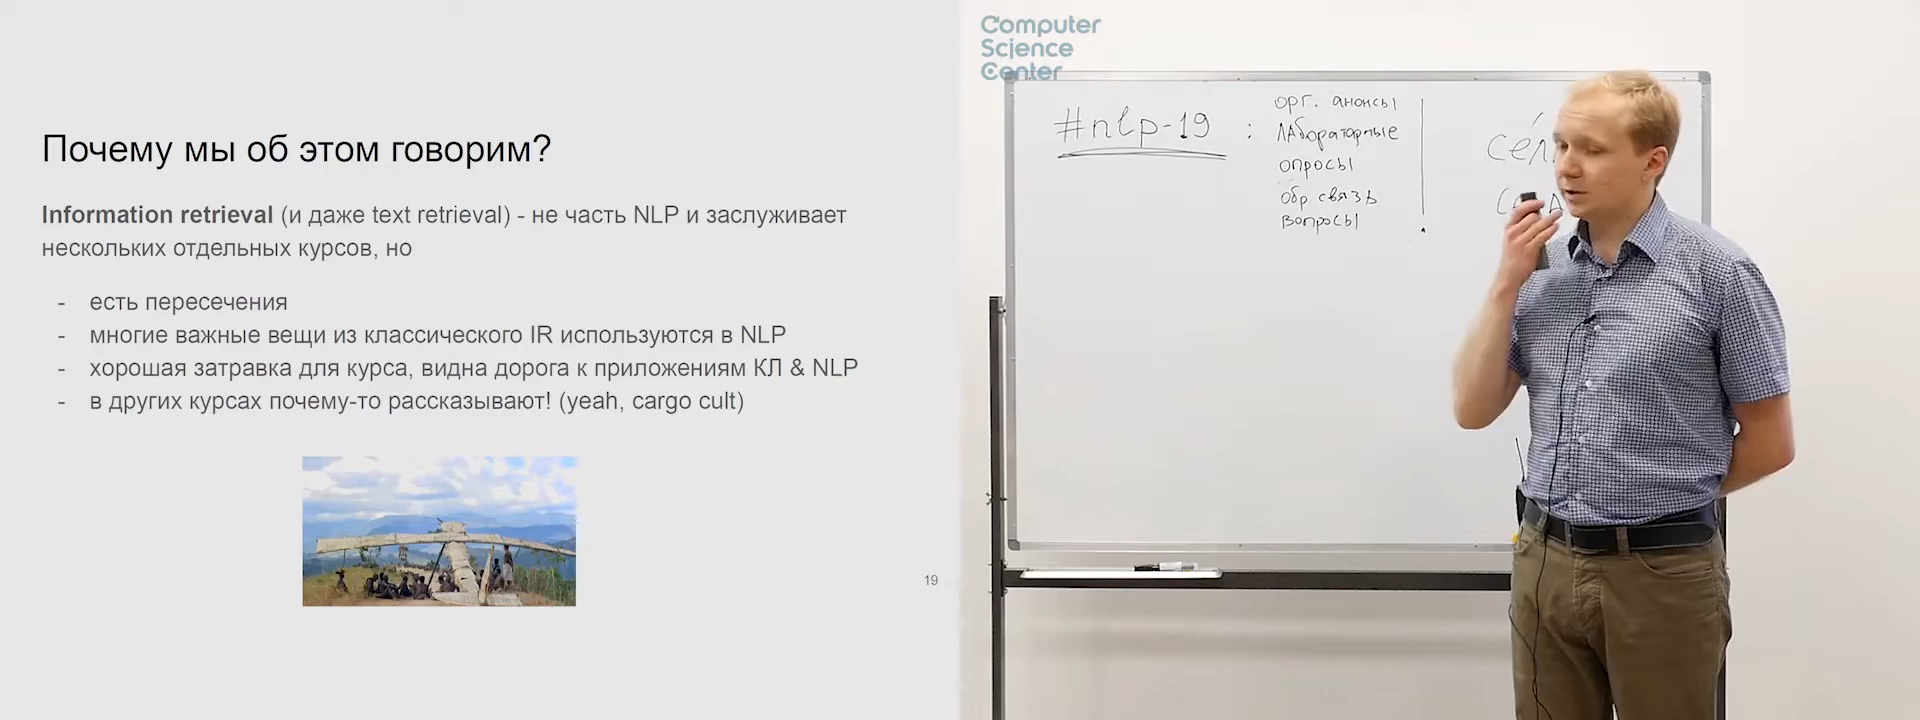 Почему мы об этом говорим?
Information retrieval (и даже text retrieval) - не часть NLP и заслуживает
нескольких отдельных курсов, но
- есть пересечения
- многие важные вещи из классического IR используются в NLP
- хорошая затравка для курса, видна дорога к приложениям КЛ & NLP
- в других курсах почему-то рассказывают! (yeah, cargo cult)
19
Computer
Science
Center
#nlp-19 :
орг. анонсы
лабораторные
опросы
обр связь
вопросы